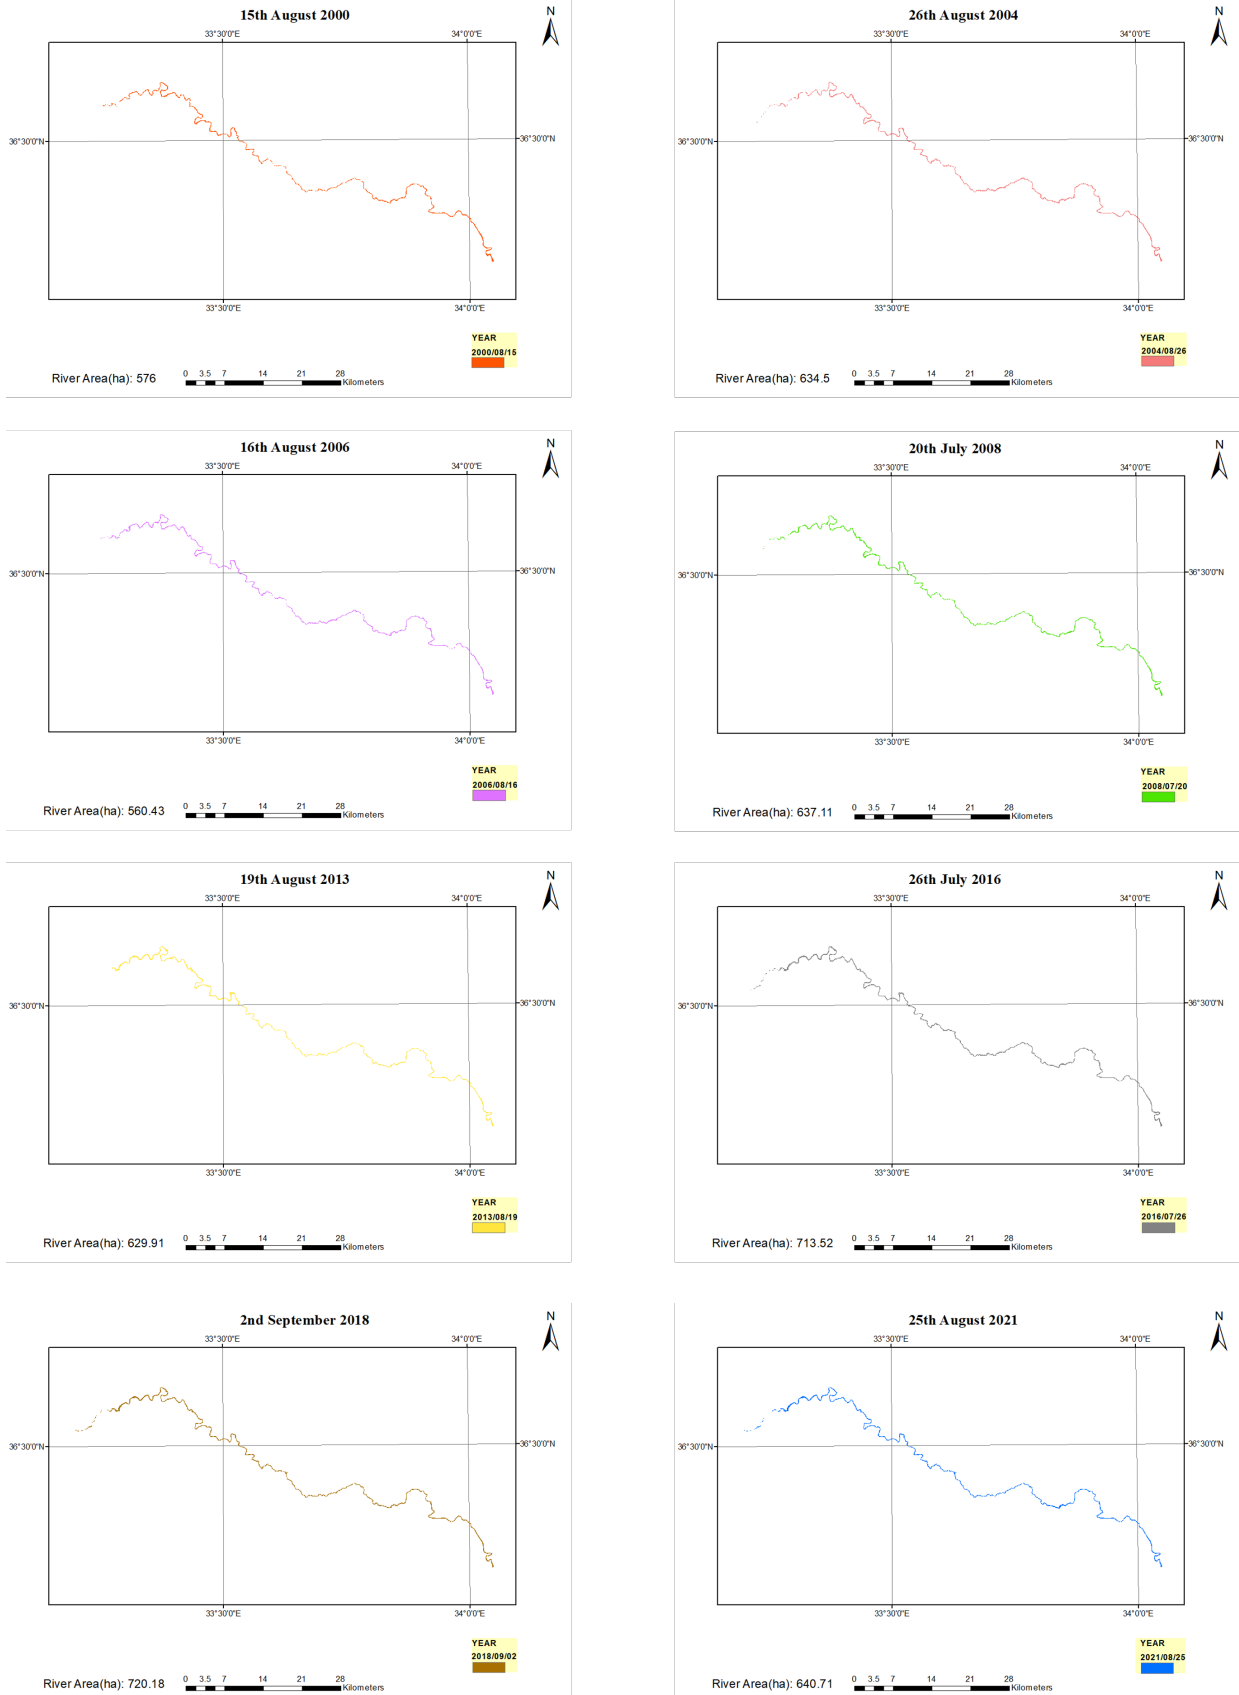 15th August 2000
N
33°30'0"E 34°0'0"E
36°30'0"N 36°30'0"N
33°30'0"E 34°0'0"E
YEAR
2000/08/15
River Area(ha): 576
0 3.5 7 14 21 28
Kilometers
26th August 2004
N
33°30'0"E 34°0'0"E
36°30'0"N 36°30'0"N
33°30'0"E 34°0'0"E
YEAR
2004/08/26
River Area(ha): 634.5
0 3.5 7 14 21 28
Kilometers
16th August 2006
N
33°30'0"E 34°0'0"E
36°30'0"N 36°30'0"N
33°30'0"E 34°0'0"E
YEAR
2006/08/16
River Area(ha): 560.43
0 3.5 7 14 21 28
Kilometers
20th July 2008
N
33°30'0"E 34°0'0"E
36°30'0"N 36°30'0"N
33°30'0"E 34°0'0"E
YEAR
2008/07/20
River Area(ha): 637.11
0 3.5 7 14 21 28
Kilometers
19th August 2013
N
33°30'0"E 34°0'0"E
36°30'0"N 36°30'0"N
33°30'0"E 34°0'0"E
YEAR
2013/08/19
River Area(ha): 629.91
0 3.5 7 14 21 28
Kilometers
26th July 2016
N
33°30'0"E 34°0'0"E
36°30'0"N 36°30'0"N
33°30'0"E 34°0'0"E
YEAR
2016/07/26
River Area(ha): 713.52
0 3.5 7 14 21 28
Kilometers
2nd September 2018
N
33°30'0"E 34°0'0"E
36°30'0"N 36°30'0"N
33°30'0"E 34°0'0"E
YEAR
2018/09/02
River Area(ha): 720.18
0 3.5 7 14 21 28
Kilometers
25th August 2021
N
33°30'0"E 34°0'0"E
36°30'0"N 36°30'0"N
33°30'0"E 34°0'0"E
YEAR
2021/08/25
River Area(ha): 640.71
0 3.5 7 14 21 28
Kilometers